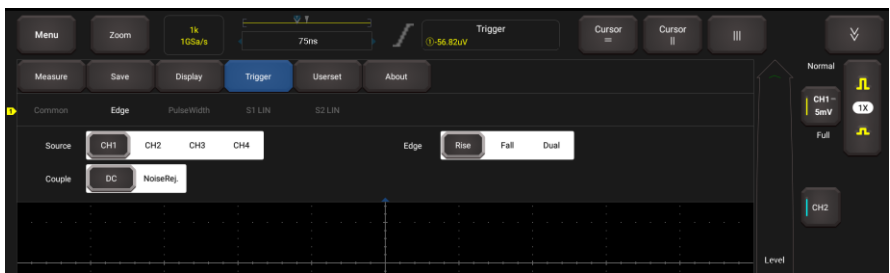 Menu
Zoom
1k
1GSa/s
75ns
Trigger
①-56.82uV
Cursor
Cursor
Measure
Save
Display
Trigger
Userset
About
Common
Edge
PulseWidth
S1 LIN
S2 LIN
Source
CH1
CH2
CH3
CH4
Edge
Rise
Fall
Dual
Couple
DC
NoiseRej.
Level
Normal
CH1
5mV
Full
1X
CH2
1